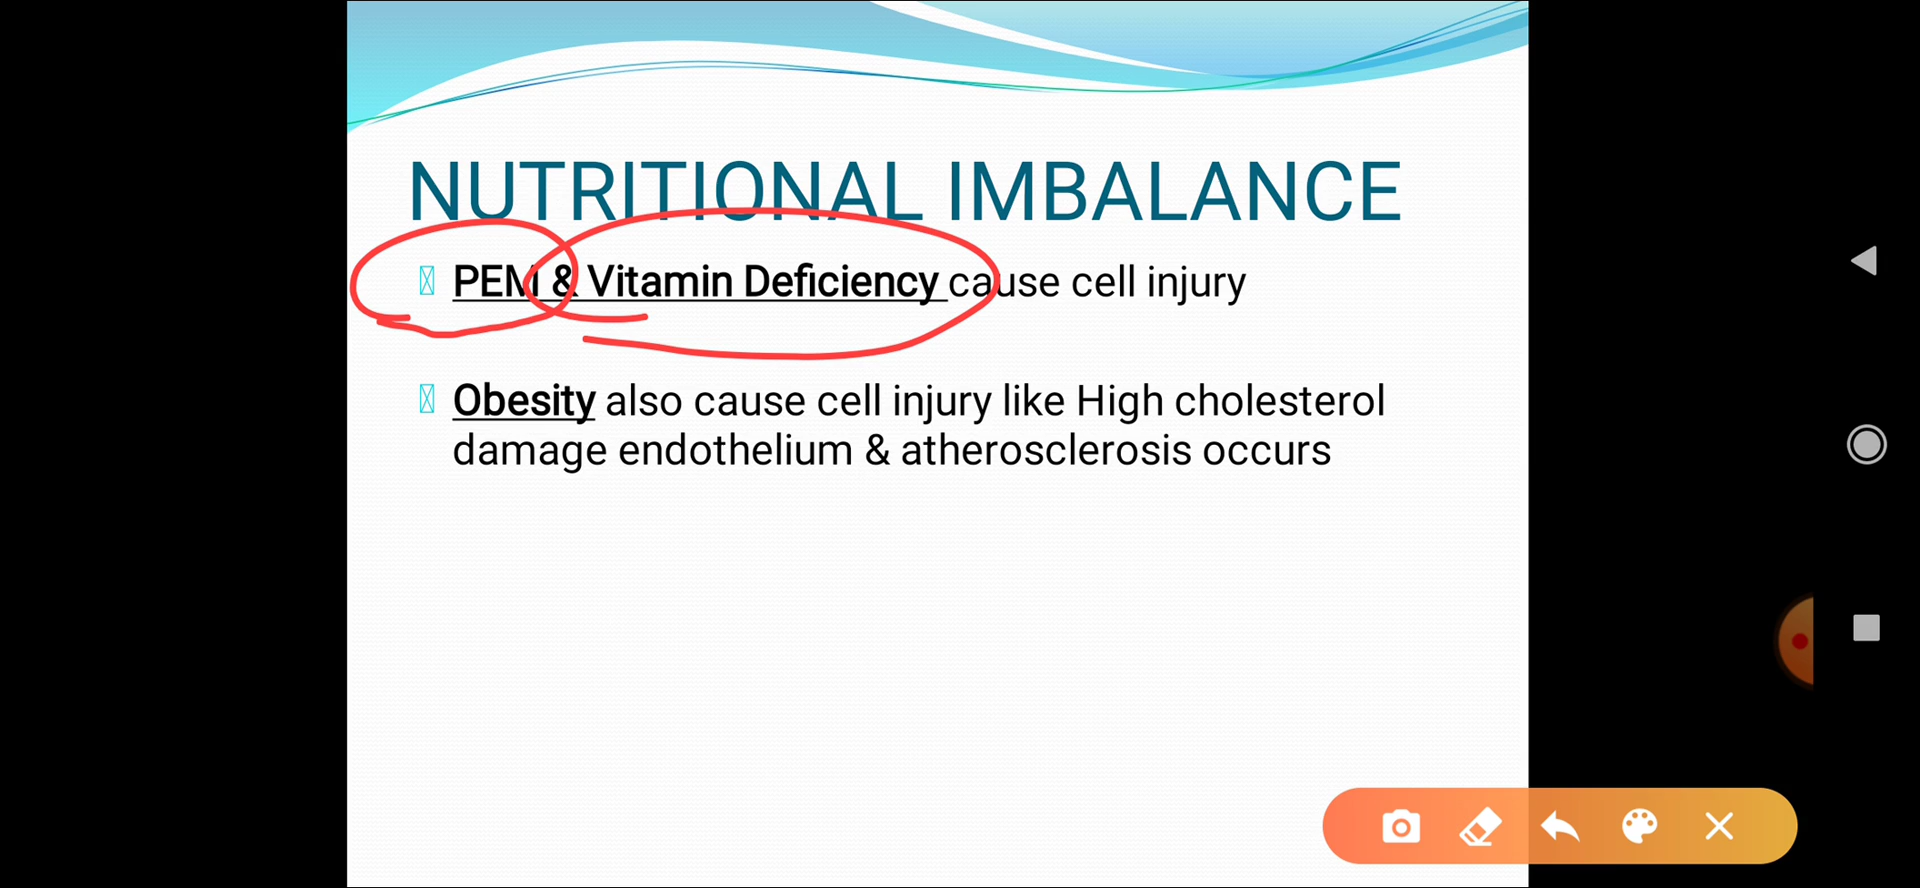 NUTRITIONAL IMBALANCE
PEM & Vitamin Deficiency cause cell injury
Obesity also cause cell injury like High cholesterol
damage endothelium & atherosclerosis occurs